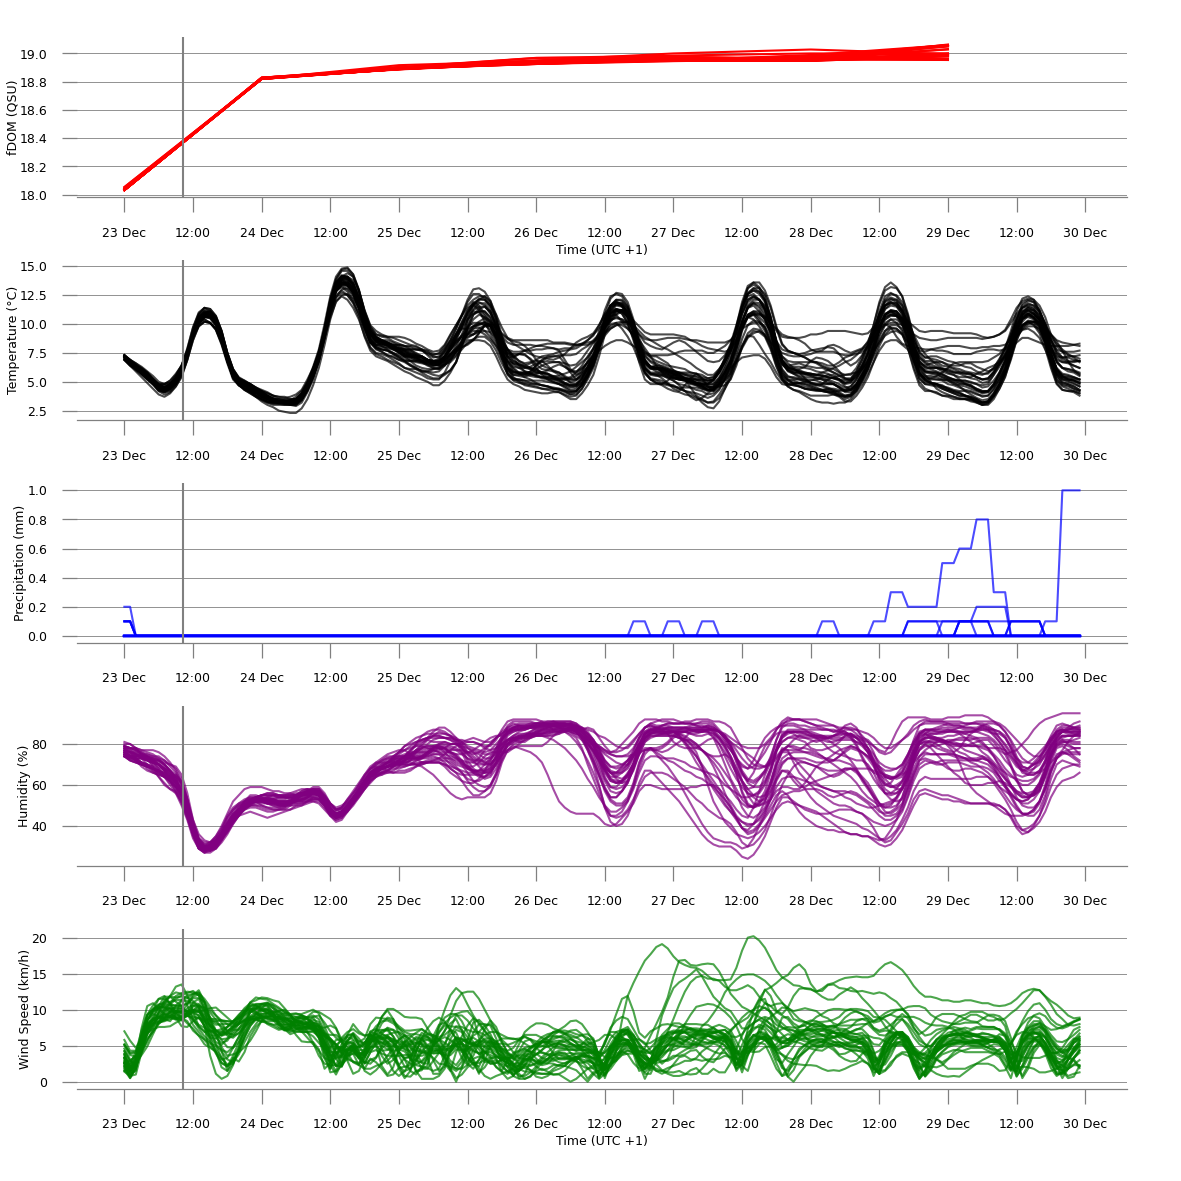 fDOM (QSU)
19.0
18.8
18.6
18.4
18.2
18.0
23 Dec 12:00 24 Dec 12:00 25 Dec 12:00 26 Dec 12:00 27 Dec 12:00 28 Dec 12:00 29 Dec 12:00 30 Dec
Time (UTC +1)
Temperature (°C)
15.0
12.5
10.0
7.5
5.0
2.5
23 Dec 12:00 24 Dec 12:00 25 Dec 12:00 26 Dec 12:00 27 Dec 12:00 28 Dec 12:00 29 Dec 12:00 30 Dec
Precipitation (mm)
1.0
0.8
0.6
0.4
0.2
0.0
23 Dec 12:00 24 Dec 12:00 25 Dec 12:00 26 Dec 12:00 27 Dec 12:00 28 Dec 12:00 29 Dec 12:00 30 Dec
Humidity (%)
80
60
40
23 Dec 12:00 24 Dec 12:00 25 Dec 12:00 26 Dec 12:00 27 Dec 12:00 28 Dec 12:00 29 Dec 12:00 30 Dec
Wind Speed (km/h)
20
15
10
5
0
23 Dec 12:00 24 Dec 12:00 25 Dec 12:00 26 Dec 12:00 27 Dec 12:00 28 Dec 12:00 29 Dec 12:00 30 Dec
Time (UTC +1)